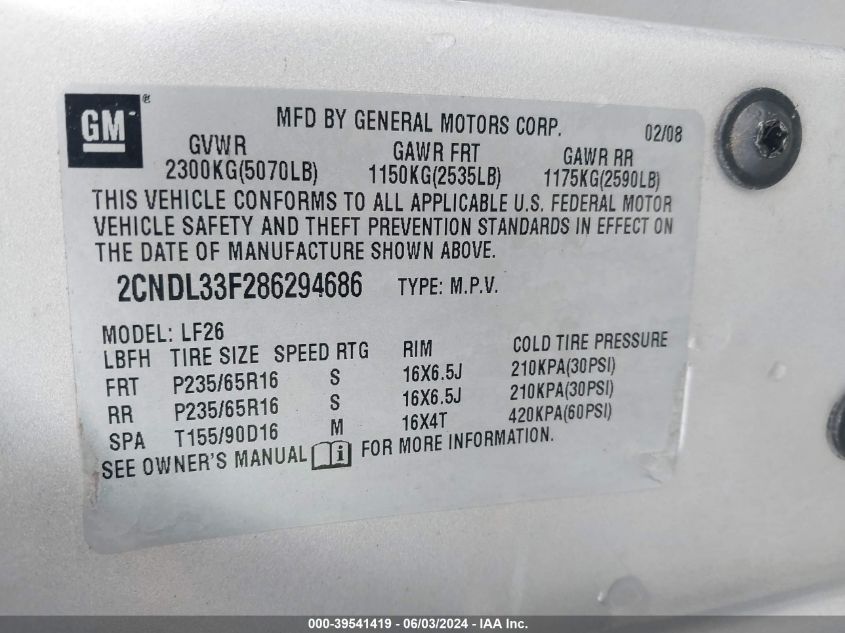 GM ®
MFD BY GENERAL MOTORS CORP. 02/08
GVWR GAWR FRT GAWR RR
2300KG(5070LB) 1150KG(2535LB) 1175KG(2590LB)
THIS VEHICLE CONFORMS TO ALL APPLICABLE U.S. FEDERAL MOTOR
VEHICLE SAFETY AND THEFT PREVENTION STANDARDS IN EFFECT ON
THE DATE OF MANUFACTURE SHOWN ABOVE.
2CNDL33F286294686 TYPE: M.P.V.
MODEL: LF26
LBFH TIRE SIZE SPEED RTG RIM COLD TIRE PRESSURE
FRT P235/65R16 S 16X6.5J 210KPA(30PSI)
RR P235/65R16 S 16X6.5J 210KPA(30PSI)
SPA T155/90D16 M 16X4T 420KPA(60PSI)
SEE OWNER'S MANUAL i FOR MORE INFORMATION.
000-39541419 - 06/03/2024 - IAA Inc.